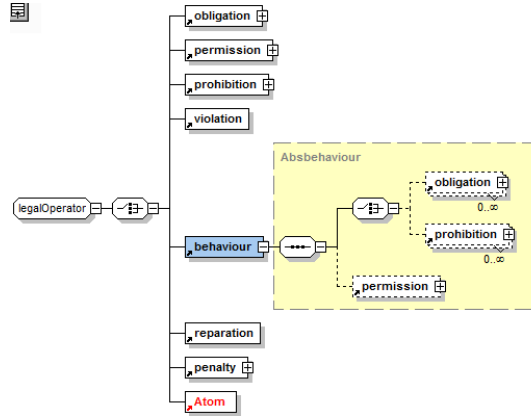 obligation
permission
prohibition
violation
Absbehaviour
obligation
0..∞
legalOperator
prohibition
0..∞
behaviour
permission
reparation
penalty
Atom